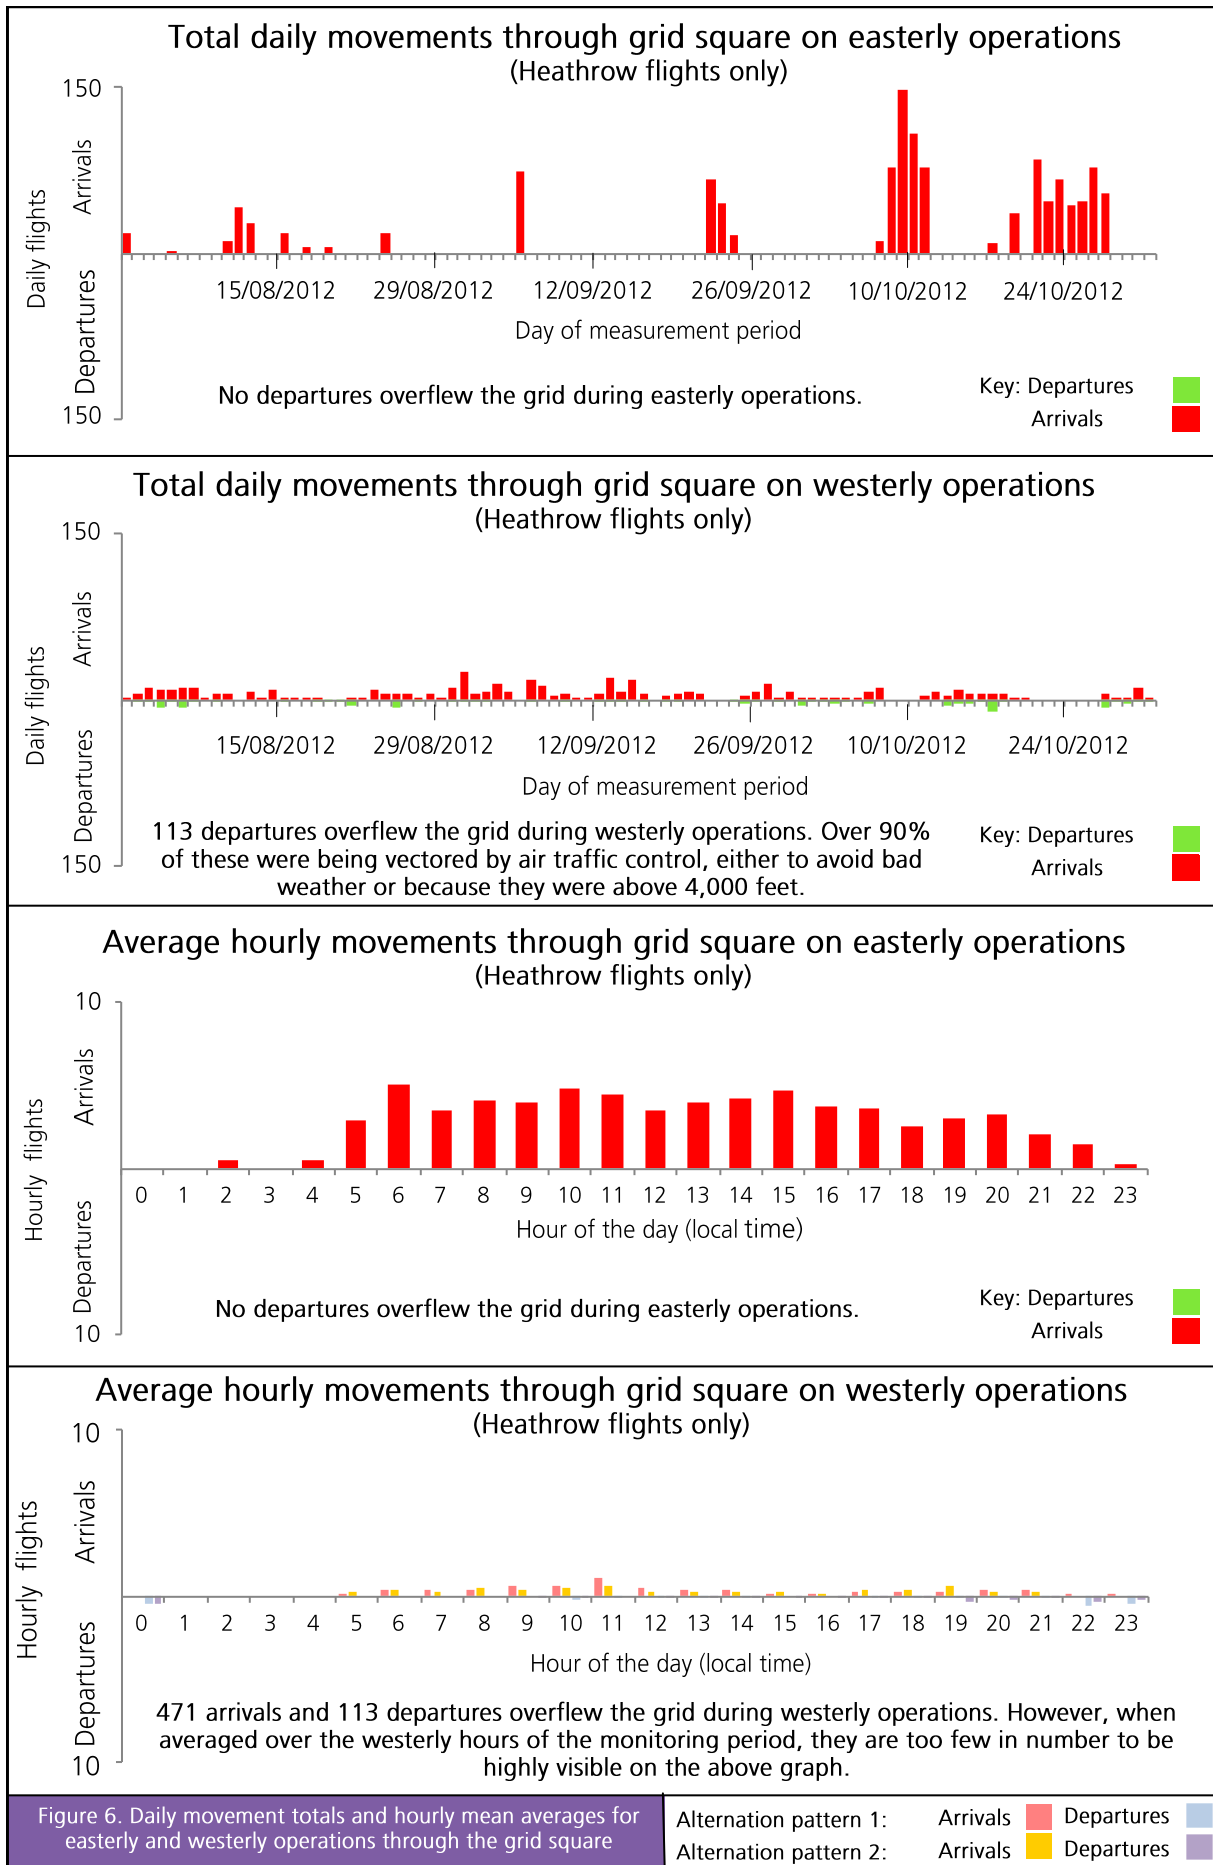 Total daily movements through grid square on easterly operations
(Heathrow flights only)
150
Arrivals
Daily flights
Departures
150
15/08/2012 29/08/2012 12/09/2012 26/09/2012 10/10/2012 24/10/2012
Day of measurement period
No departures overflew the grid during easterly operations.
Key: Departures
Arrivals
Total daily movements through grid square on westerly operations
(Heathrow flights only)
150
Arrivals
Daily flights
Departures
150
15/08/2012 29/08/2012 12/09/2012 26/09/2012 10/10/2012 24/10/2012
Day of measurement period
113 departures overflew the grid during westerly operations. Over 90%
of these were being vectored by air traffic control, either to avoid bad
weather or because they were above 4,000 feet.
Key: Departures
Arrivals
Average hourly movements through grid square on easterly operations
(Heathrow flights only)
10
Arrivals
Hourly flights
Departures
10
0 1 2 3 4 5 6 7 8 9 10 11 12 13 14 15 16 17 18 19 20 21 22 23
Hour of the day (local time)
No departures overflew the grid during easterly operations.
Key: Departures
Arrivals
Average hourly movements through grid square on westerly operations
(Heathrow flights only)
10
Arrivals
Hourly flights
Departures
10
0 1 2 3 4 5 6 7 8 9 10 11 12 13 14 15 16 17 18 19 20 21 22 23
Hour of the day (local time)
471 arrivals and 113 departures overflew the grid during westerly operations. However, when
averaged over the westerly hours of the monitoring period, they are too few in number to be
highly visible on the above graph.
Figure 6. Daily movement totals and hourly mean averages for
easterly and westerly operations through the grid square
Alternation pattern 1: Arrivals Departures
Alternation pattern 2: Arrivals Departures